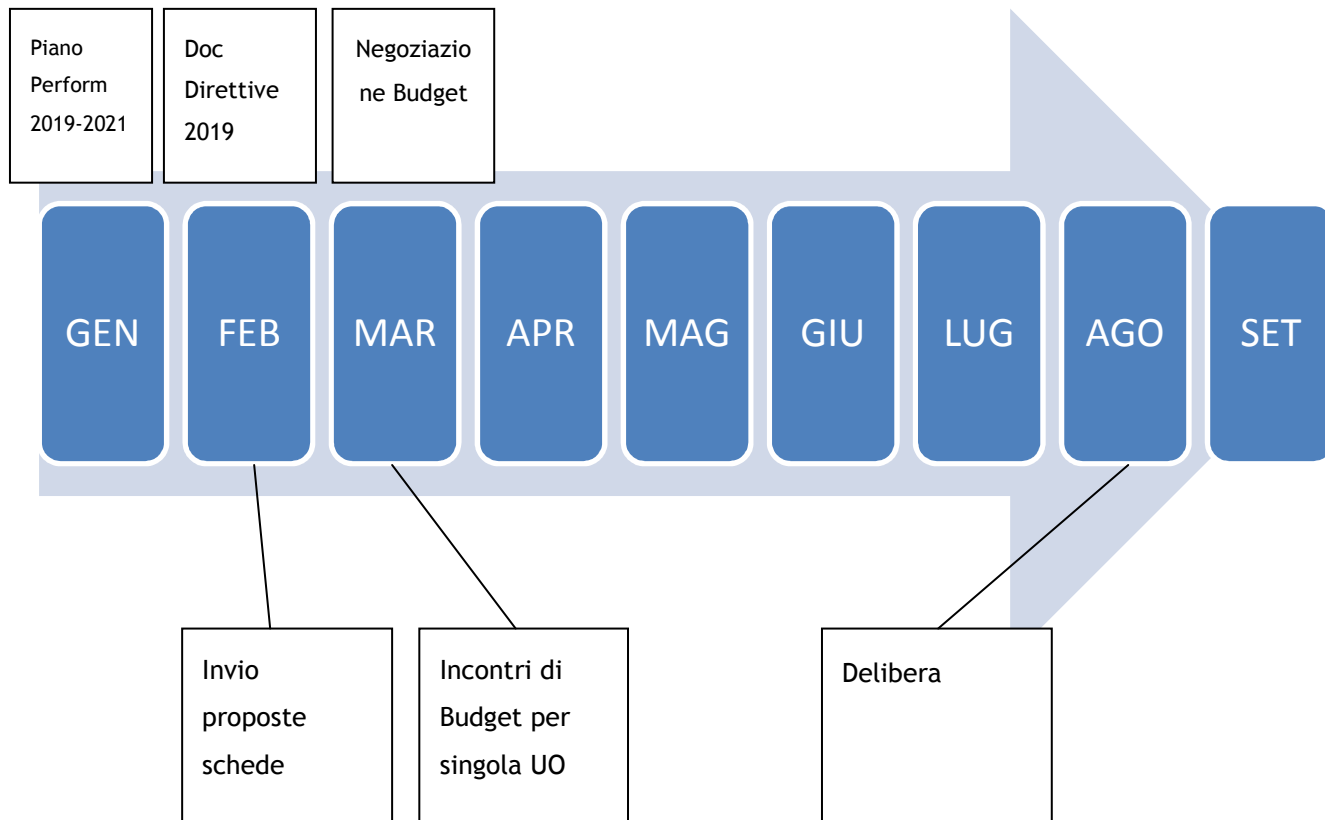 Piano
Perform
2019-2021
Doc
Direttive
2019
Negoziazio
ne Budget
GEN
FEB
MAR
APR
MAG
GIU
LUG
AGO
SET
Invio
proposte
schede
Incontri di
Budget per
singola UO
Delibera